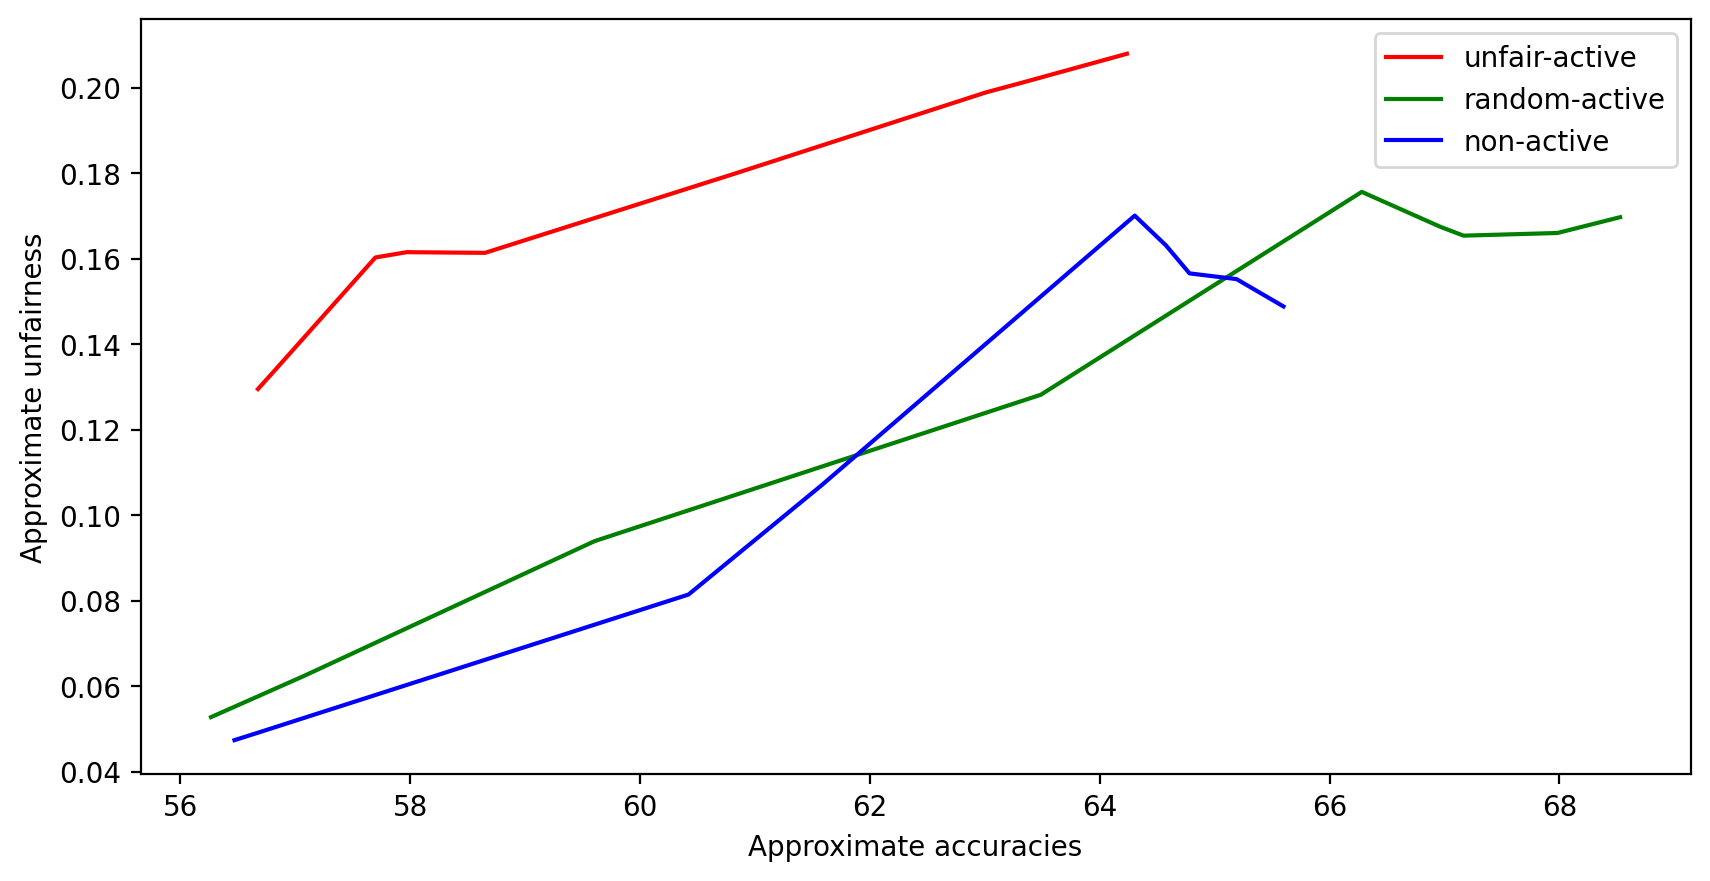 unfair-active
random-active
non-active
Approximate unfairness
0.20
0.18
0.16
0.14
0.12
0.10
0.08
0.06
0.04
56 58 60 62 64 66 68
Approximate accuracies